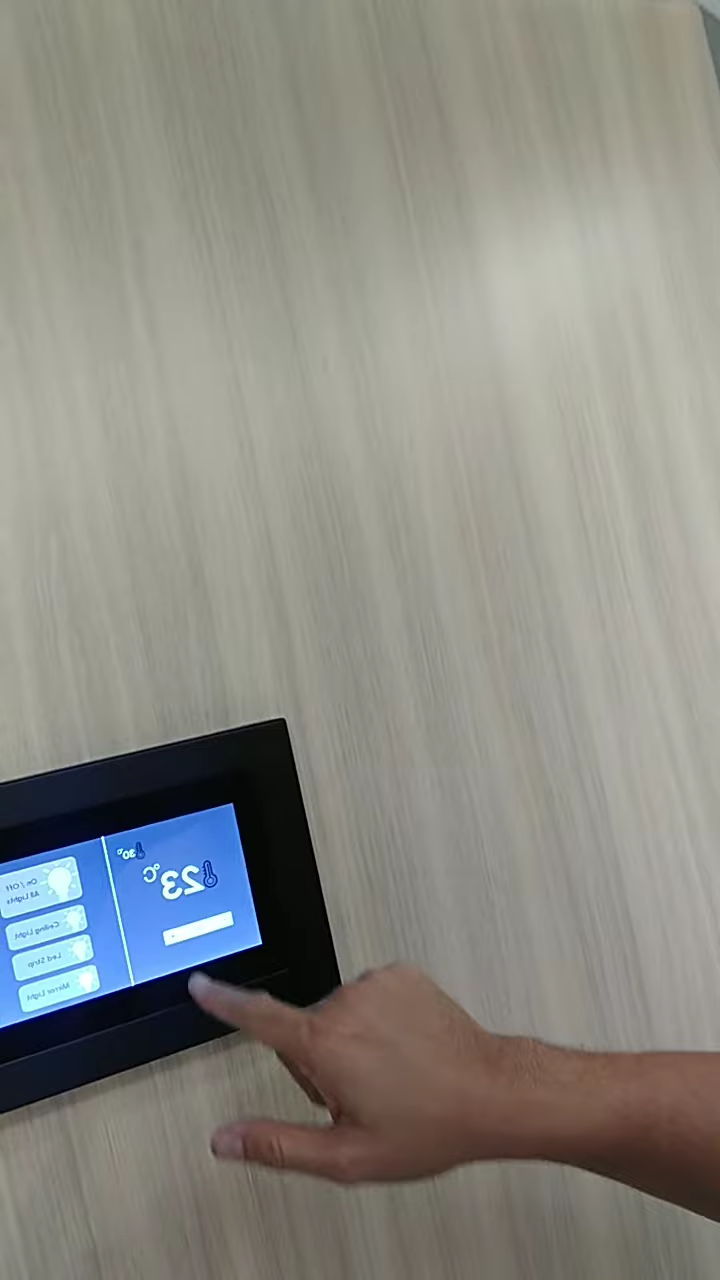 30°
23°C
On / Off
All Lights
Ceiling Light
Led Strip
Mirror Light